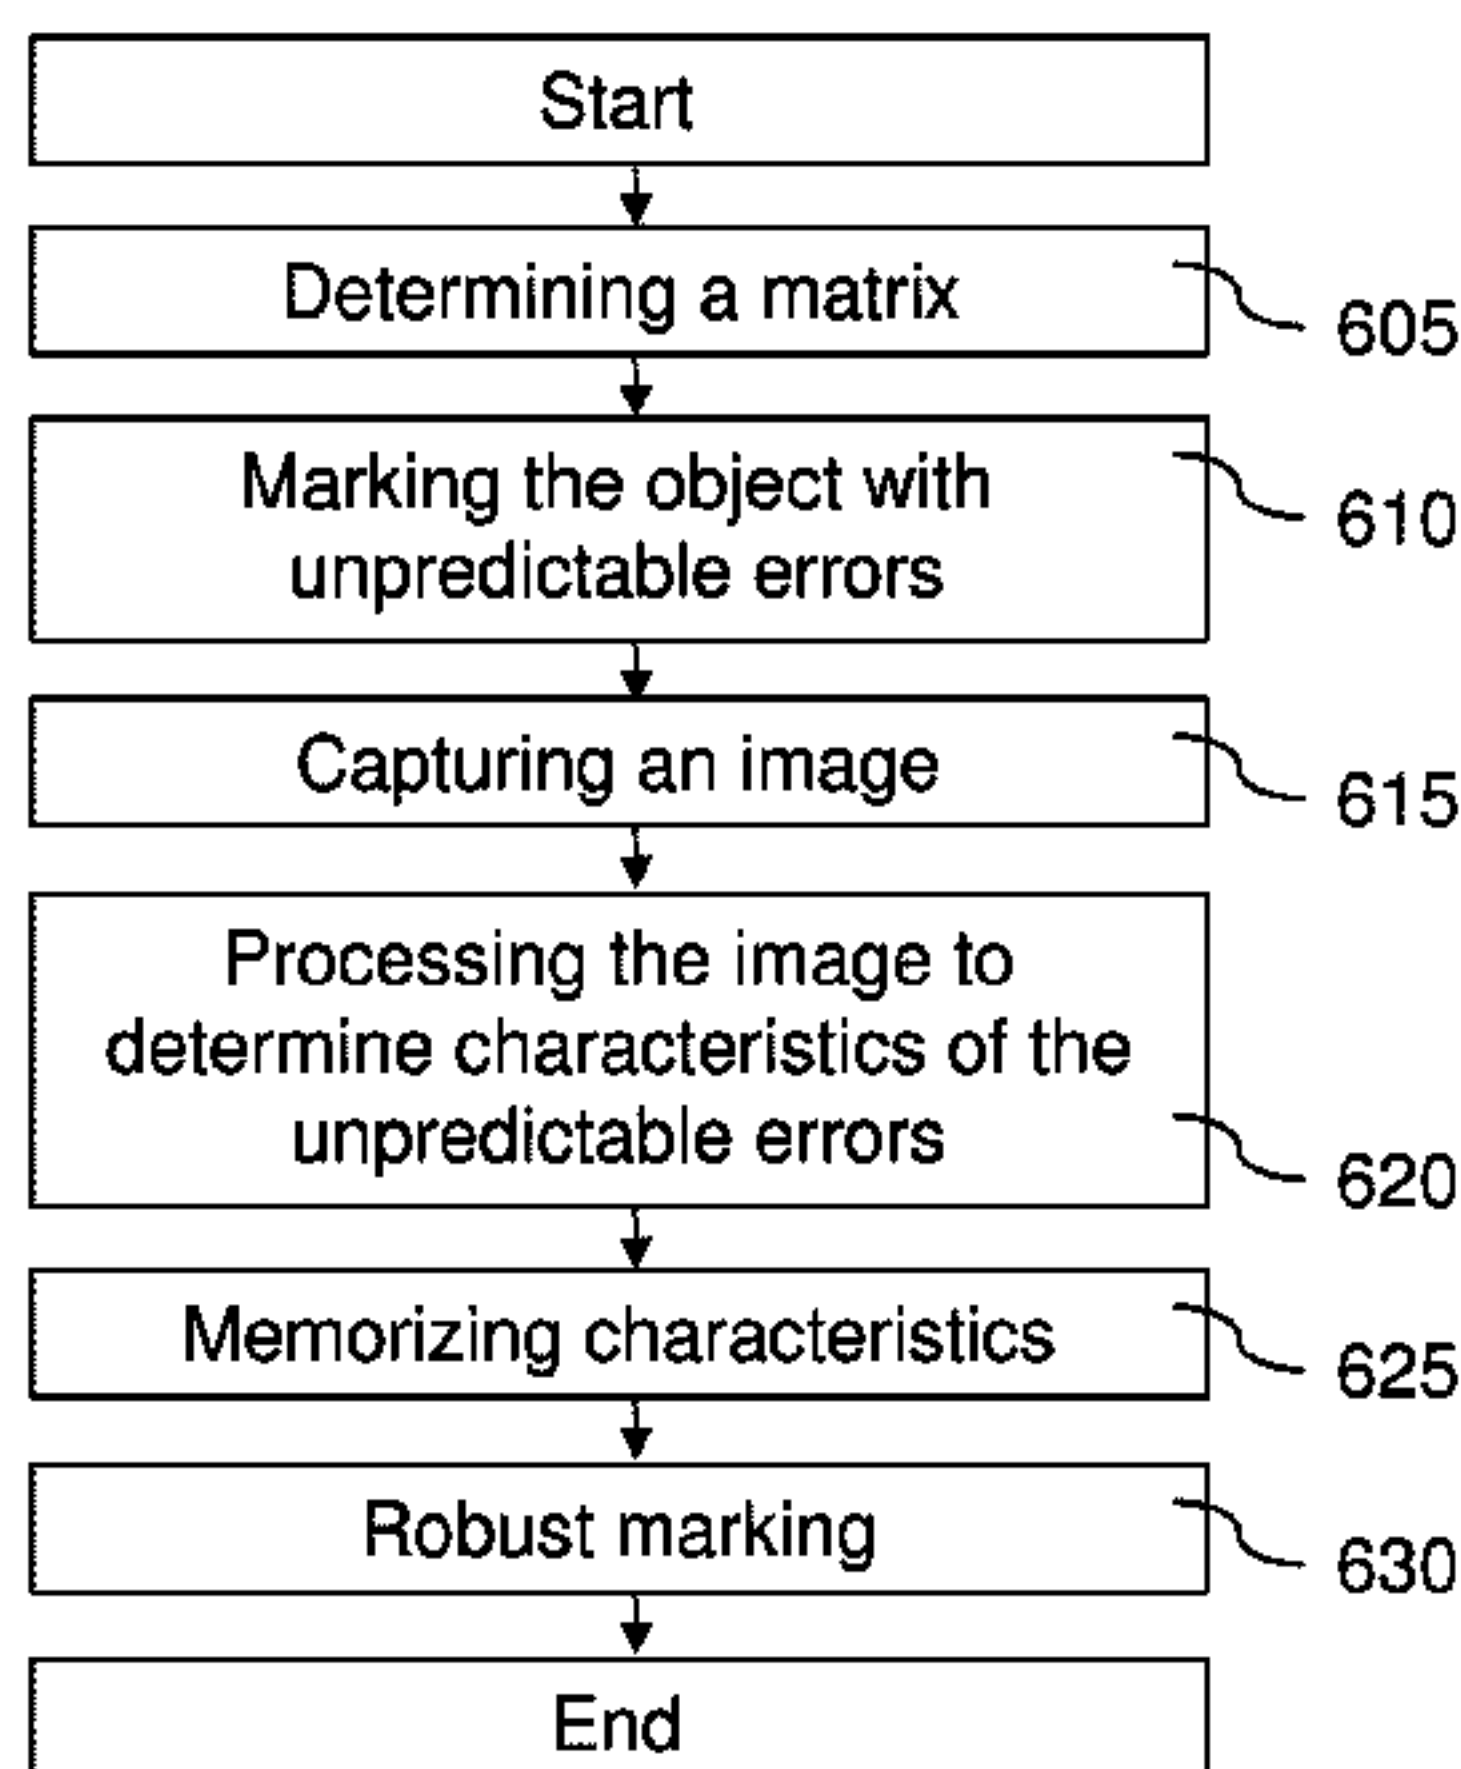 Start
Determining a matrix
605
Marking the object with
unpredictable errors
610
Capturing an image
615
Processing the image to
determine characteristics of the
unpredictable errors
620
Memorizing characteristics
625
Robust marking
630
End